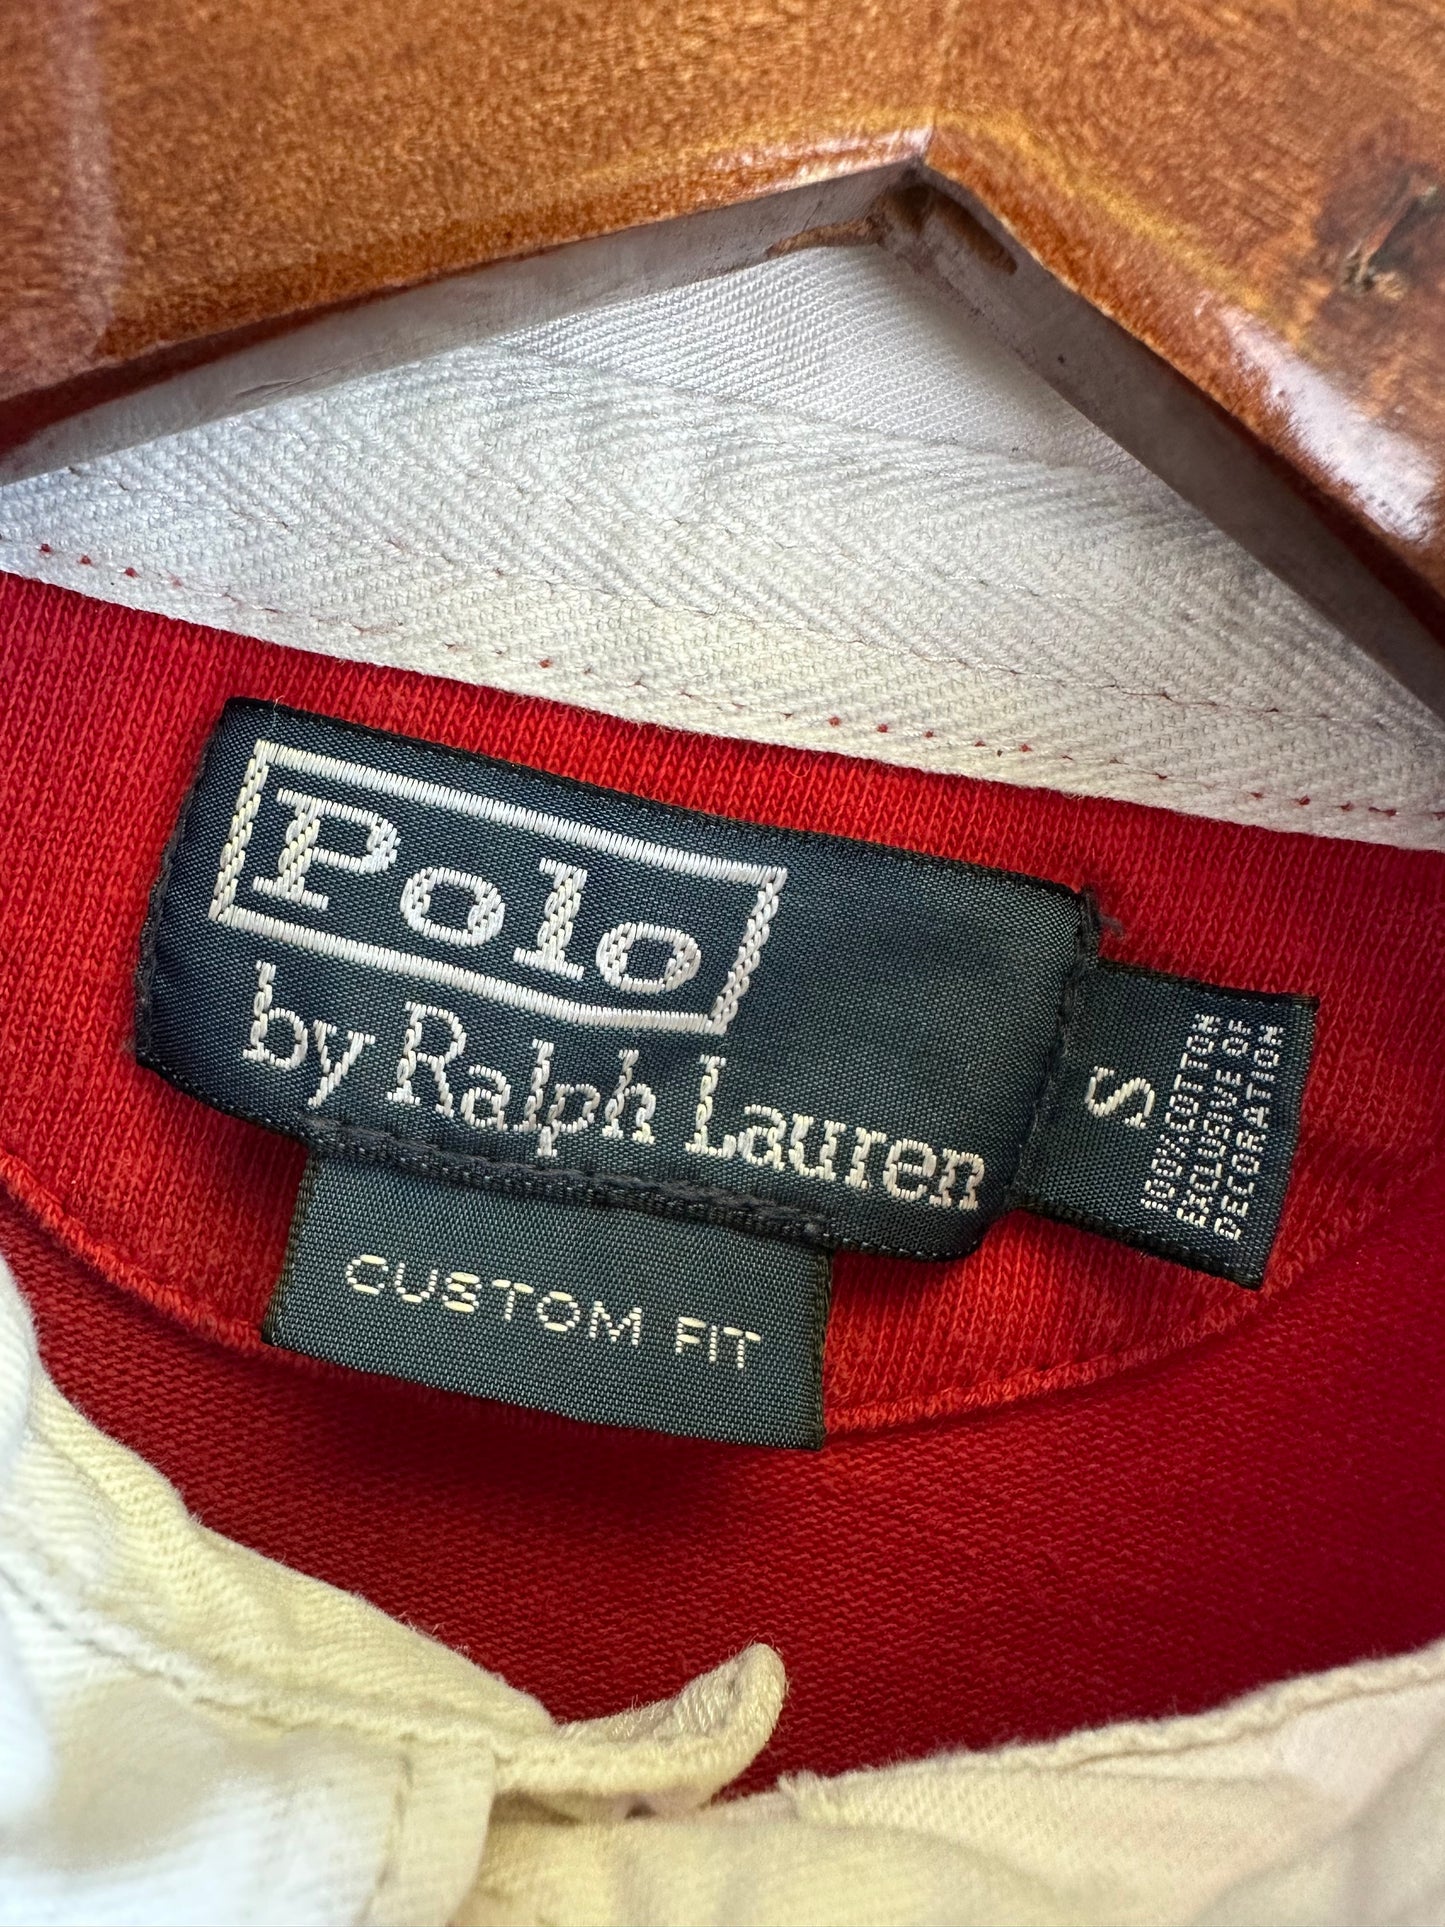 Polo
by Ralph Lauren
CUSTOM FIT
S
100% COTTON
EXCLUSIVE OF
DECORATION